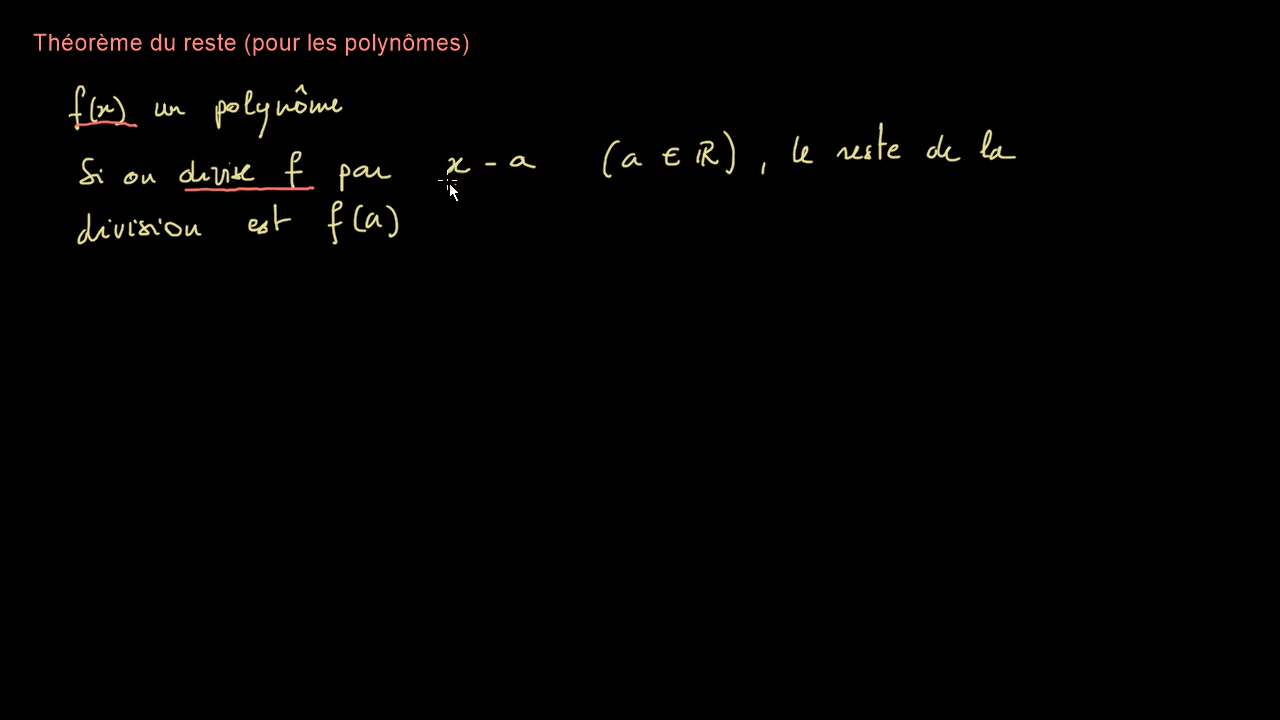 Théorème du reste (pour les polynômes)
f(x) un polynôme
Si on divise f par x - a (a ∈ ℝ), le reste de la
division est f(a)